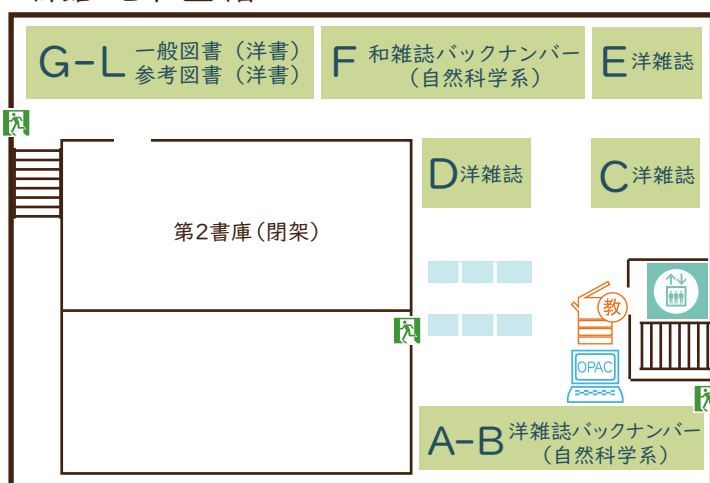 G-L 一般図書（洋書）
参考図書（洋書）
F 和雑誌バックナンバー
（自然科学系）
E 洋雑誌
D 洋雑誌
C 洋雑誌
第2書庫（閉架）
教
OPAC
A-B 洋雑誌バックナンバー
（自然科学系）